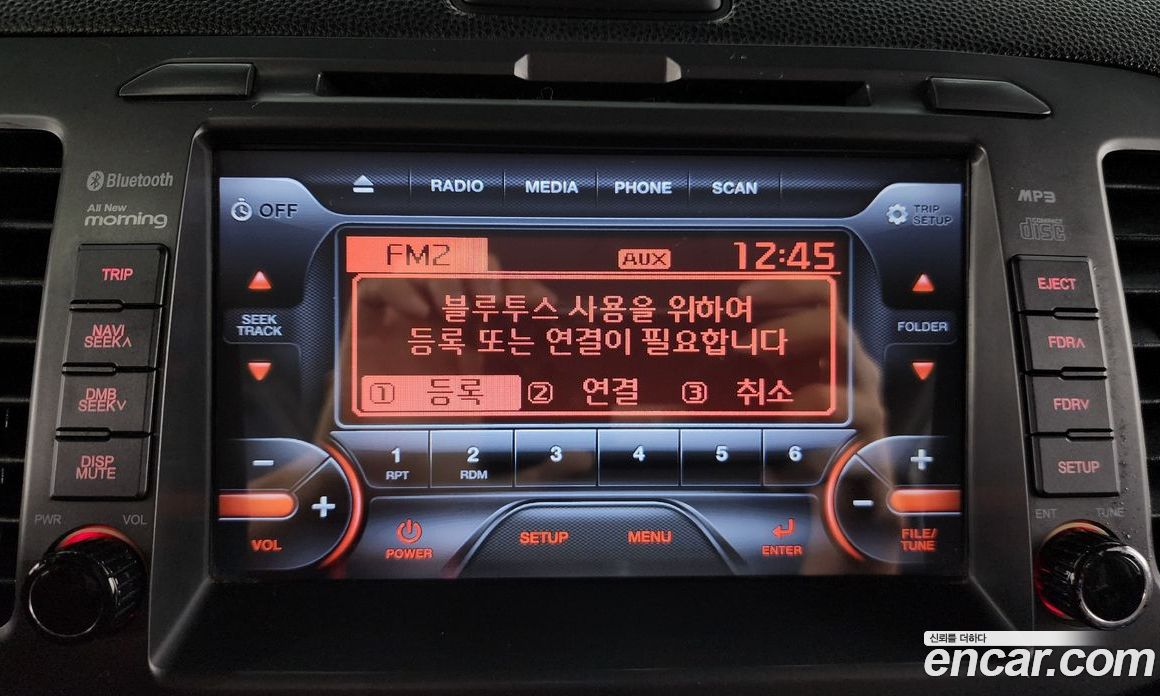 Bluetooth
All New
morning
TRIP
NAVI
SEEK∧
DMB
SEEK∨
DISP
MUTE
PWR VOL
OFF
RADIO MEDIA PHONE SCAN
TRIP
SETUP
SEEK
TRACK
FM2 AUX 12:45
블루투스 사용을 위하여
등록 또는 연결이 필요합니다
① 등록 ② 연결 ③ 취소
FOLDER
1 2 3 4 5 6
RPT RDM
− +
VOL
POWER
SETUP MENU
ENTER
+ −
FILE/
TUNE
MP3
COMPACT
disc
EJECT
FDR∧
FDR∨
SETUP
ENT TUNE
신뢰를 더하다
encar.com